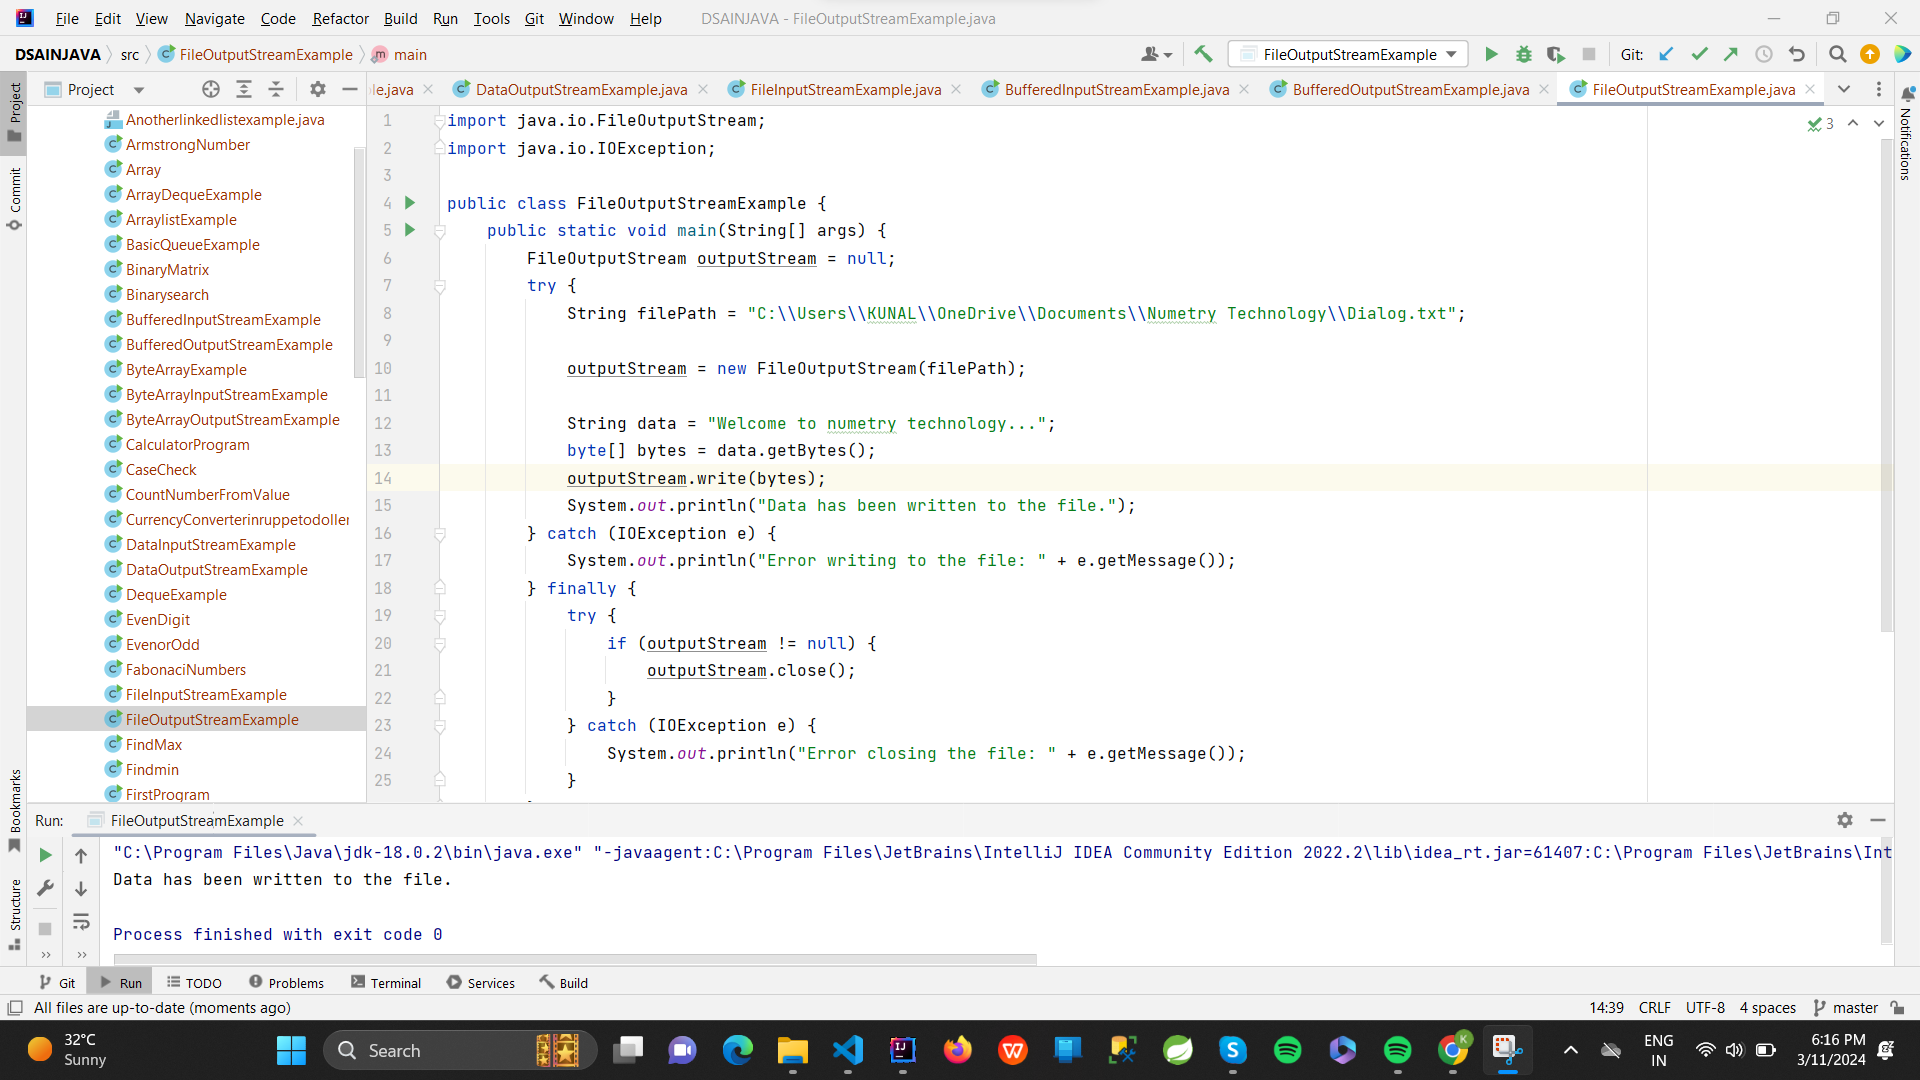 File Edit View Navigate Code Refactor Build Run Tools Git Window Help DSAINJAVA - FileOutputStreamExample.java
DSAINJAVA src FileOutputStreamExample main FileOutputStreamExample Git:
Project le.java DataOutputStreamExample.java FileInputStreamExample.java BufferedInputStreamExample.java BufferedOutputStreamExample.java FileOutputStreamExample.java
Project
Commit
Bookmarks
Structure
Notifications
Anotherlinkedlistexample.java
ArmstrongNumber
Array
ArrayDequeExample
ArraylistExample
BasicQueueExample
BinaryMatrix
Binarysearch
BufferedInputStreamExample
BufferedOutputStreamExample
ByteArrayExample
ByteArrayInputStreamExample
ByteArrayOutputStreamExample
CalculatorProgram
CaseCheck
CountNumberFromValue
CurrencyConverterinruppetodoller
DataInputStreamExample
DataOutputStreamExample
DequeExample
EvenDigit
EvenorOdd
FabonaciNumbers
FileInputStreamExample
FileOutputStreamExample
FindMax
Findmin
FirstProgram
3
1 import java.io.FileOutputStream;
2 import java.io.IOException;
3
4 public class FileOutputStreamExample {
5 public static void main(String[] args) {
6 FileOutputStream outputStream = null;
7 try {
8 String filePath = "C:\\Users\\KUNAL\\OneDrive\\Documents\\Numetry Technology\\Dialog.txt";
9
10 outputStream = new FileOutputStream(filePath);
11
12 String data = "Welcome to numetry technology...";
13 byte[] bytes = data.getBytes();
14 outputStream.write(bytes);
15 System.out.println("Data has been written to the file.");
16 } catch (IOException e) {
17 System.out.println("Error writing to the file: " + e.getMessage());
18 } finally {
19 try {
20 if (outputStream != null) {
21 outputStream.close();
22 }
23 } catch (IOException e) {
24 System.out.println("Error closing the file: " + e.getMessage());
25 }
Run: FileOutputStreamExample
"C:\Program Files\Java\jdk-18.0.2\bin\java.exe" "-javaagent:C:\Program Files\JetBrains\IntelliJ IDEA Community Edition 2022.2\lib\idea_rt.jar=61407:C:\Program Files\JetBrains\Int
Data has been written to the file.
Process finished with exit code 0
Git Run TODO Problems Terminal Services Build
All files are up-to-date (moments ago) 14:39 CRLF UTF-8 4 spaces master
32°C
Sunny
Search
ENG
IN
6:16 PM
3/11/2024